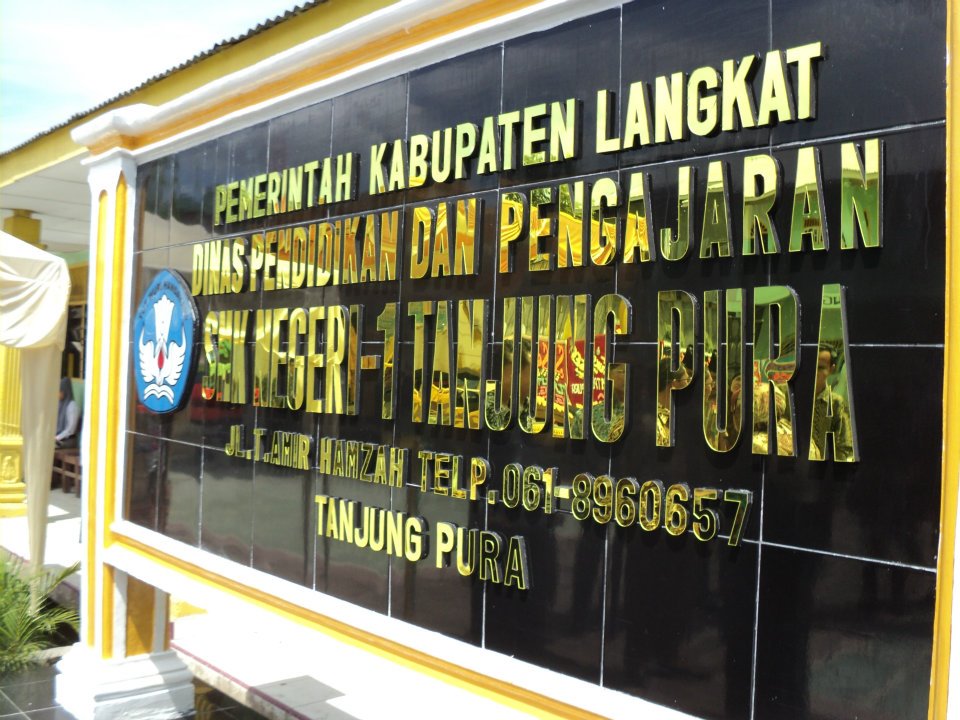 PEMERINTAH KABUPATEN LANGKAT
DINAS PENDIDIKAN DAN PENGAJARAN
SMK NEGERI-1 TANJUNG PURA
JL.T.AMIR HAMZAH TELP.061-8960657
TANJUNG PURA